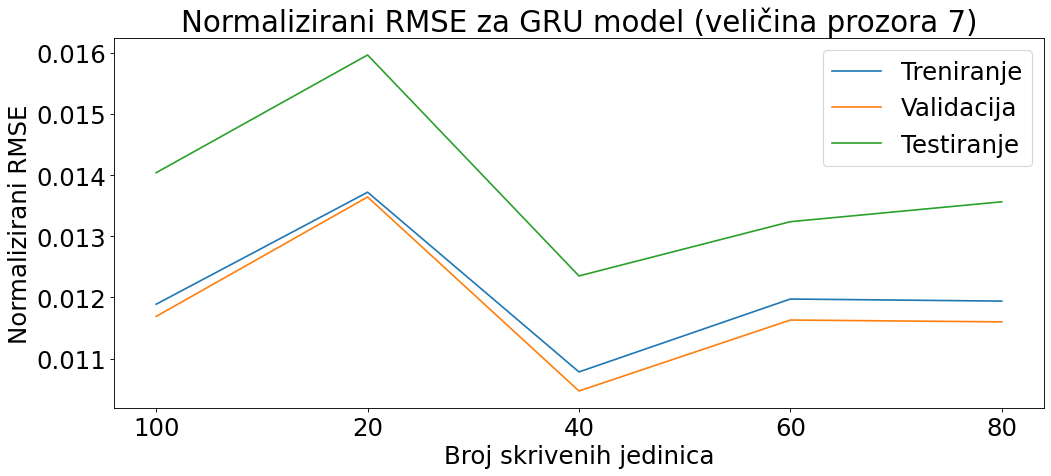 Normalizirani RMSE za GRU model (veličina prozora 7)
0.016
0.015
0.014
0.013
0.012
0.011
Normalizirani RMSE
Treniranje
Validacija
Testiranje
100 20 40 60 80
Broj skrivenih jedinica